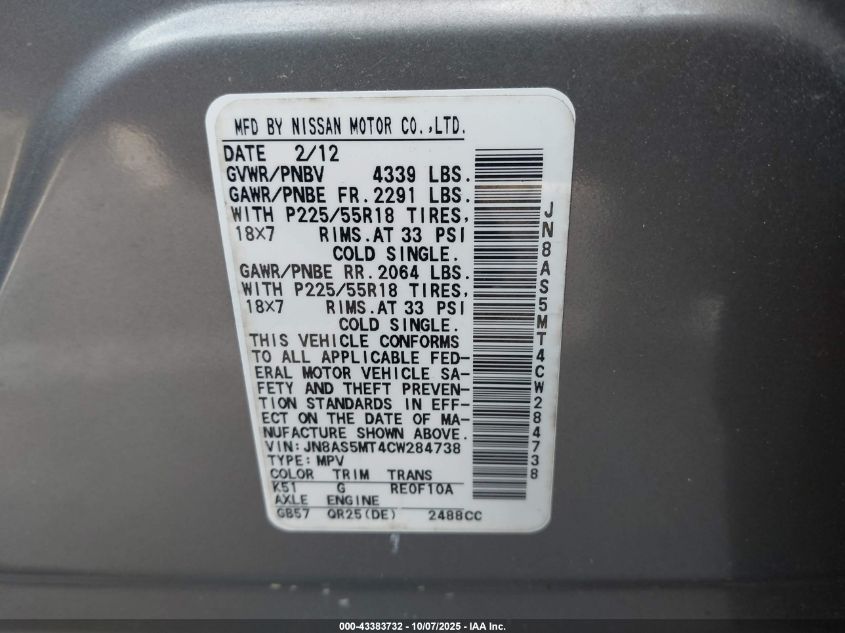 MFD BY NISSAN MOTOR CO.,LTD.
DATE 2/12
GVWR/PNBV 4339 LBS.
GAWR/PNBE FR. 2291 LBS.
WITH P225/55R18 TIRES,
18X7 RIMS.AT 33 PSI
COLD SINGLE.
GAWR/PNBE RR. 2064 LBS.
WITH P225/55R18 TIRES,
18X7 RIMS.AT 33 PSI
COLD SINGLE.
THIS VEHICLE CONFORMS
TO ALL APPLICABLE FED-
ERAL MOTOR VEHICLE SA-
FETY AND THEFT PREVEN-
TION STANDARDS IN EFF-
ECT ON THE DATE OF MA-
NUFACTURE SHOWN ABOVE.
VIN: JN8AS5MT4CW284738
TYPE: MPV
COLOR TRIM TRANS
K51 G RE0F10A
AXLE ENGINE
GB57 QR25(DE) 2488CC
JN8AS5MT4CW284738
000-43383732 - 10/07/2025 - IAA Inc.